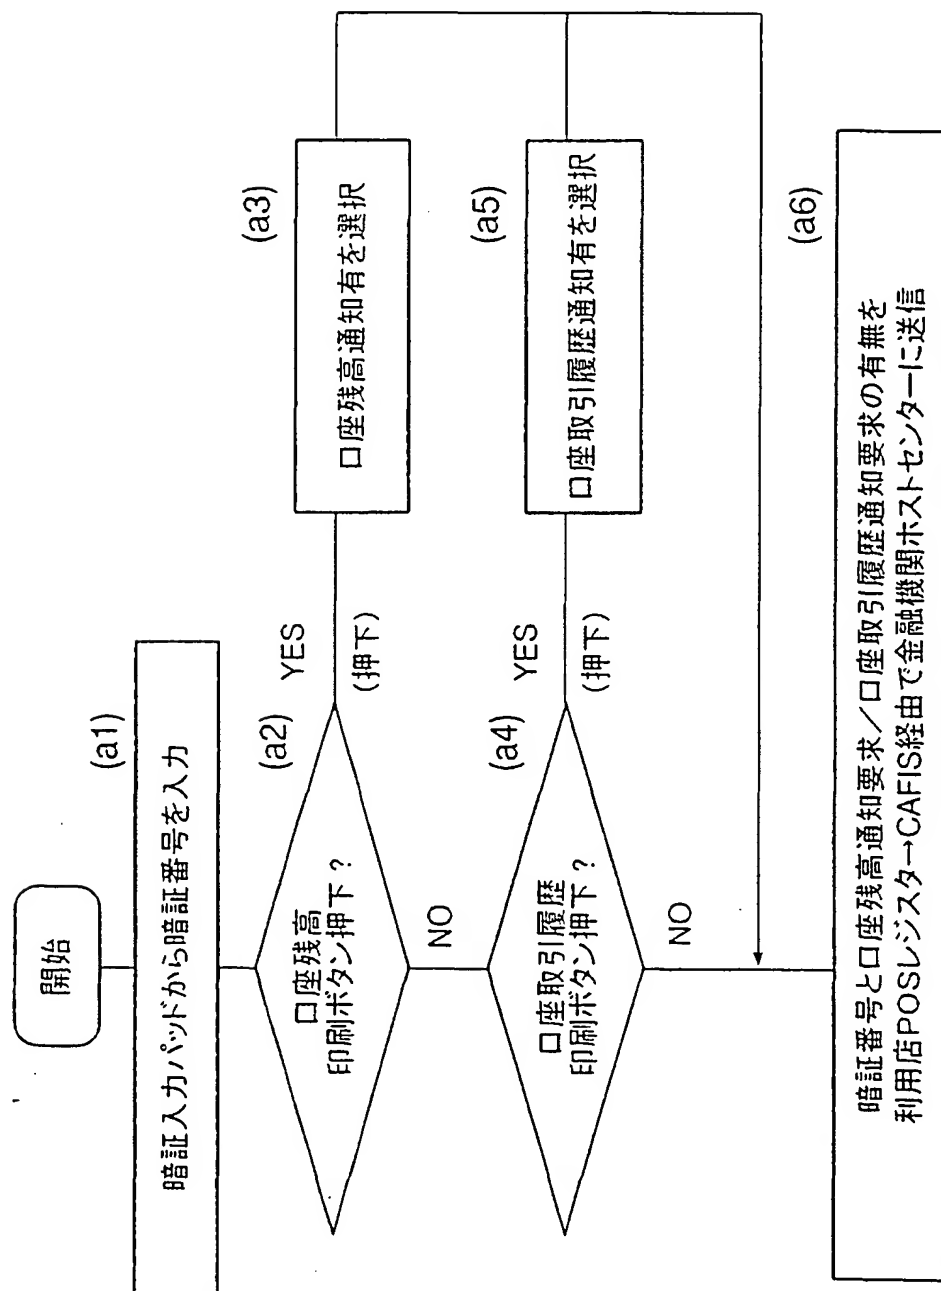 開始
(a1)
暗証入力パッドから暗証番号を入力
(a2)
口座残高
印刷ボタン押下？
YES
(押下)
(a3)
口座残高通知有を選択
NO
(a4)
口座取引履歴
印刷ボタン押下？
YES
(押下)
(a5)
口座取引履歴通知有を選択
NO
(a6)
暗証番号と口座残高通知要求／口座取引履歴通知要求の有無を
利用店POSレジスター→CAFIS経由で金融機関ホストセンターに送信